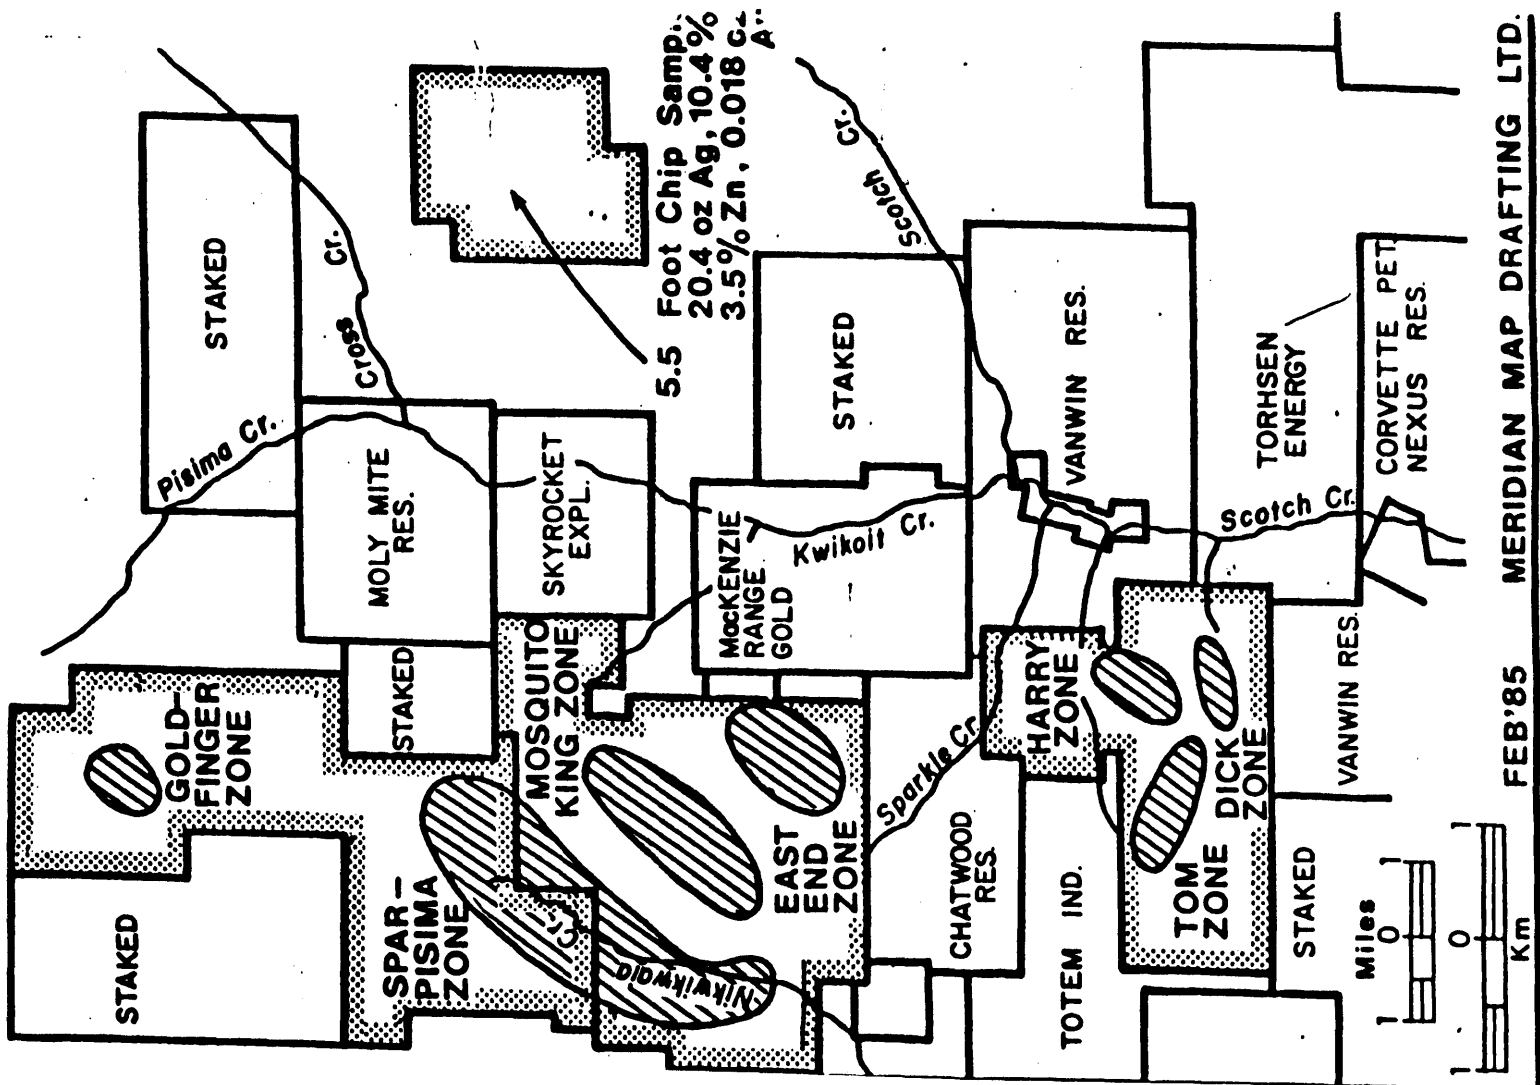 STAKED
Pisima Cr.
Cross Cr.
MOLY MITE
RES.
SKYROCKET
EXPL.
STAKED
GOLD-
FINGER
ZONE
STAKED
SPAR-
PISIMA
ZONE
MOSQUITO
KING ZONE
EAST
END
ZONE
Nikwikwaia
5.5 Foot Chip
20.4 oz Ag, 10.4 %
3.5 % Zn, 0.018
MacKENZIE
RANGE
GOLD
Kwikoit Cr.
STAKED
Scotch Cr.
VANWIN RES.
Sparkle Cr.
CHATWOOD
RES.
TOTEM IND.
HARRY
ZONE
TOM
ZONE
DICK
ZONE
Scotch Cr.
TORHSEN
ENERGY
CORVETTE PET.
NEXUS RES.
VANWIN RES.
STAKED
Miles
1 0 1
1 0 1
Km
FEB'85 MERIDIAN MAP DRAFTING LTD.